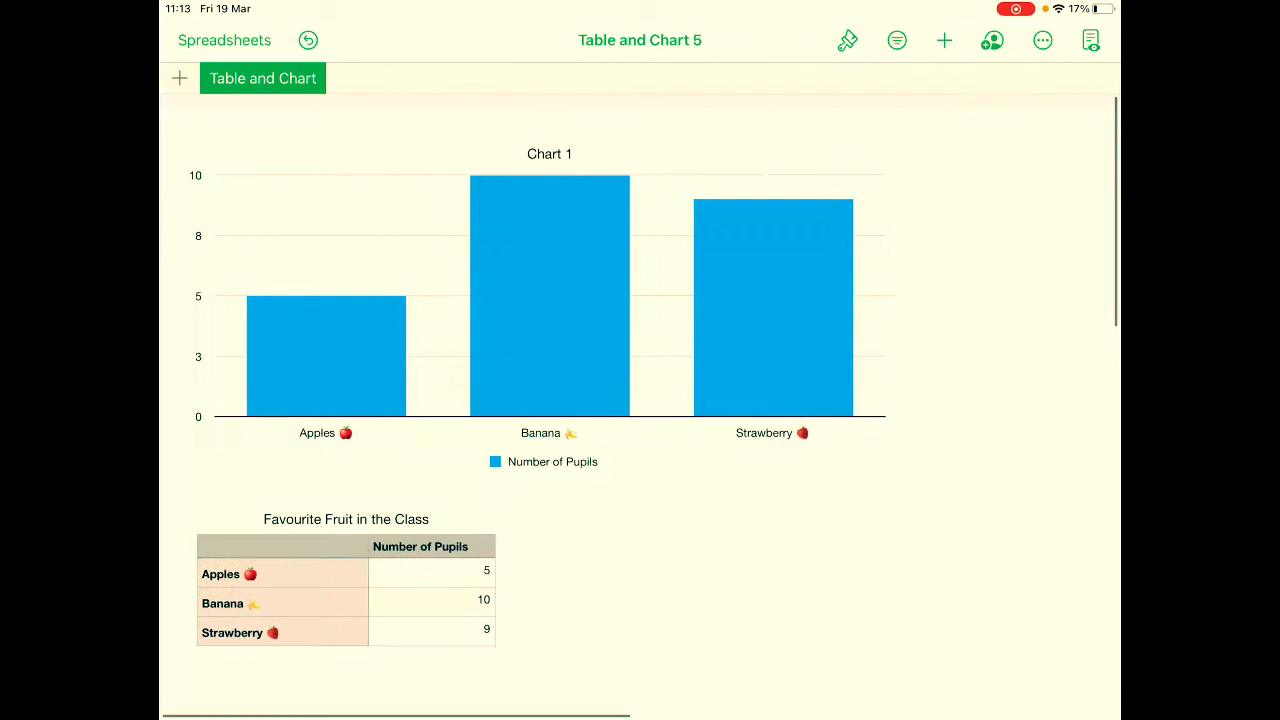 11:13 Fri 19 Mar 17%
Spreadsheets Table and Chart 5
Table and Chart
Chart 1
10
8
5
3
0
Apples 🍎 Banana 🍌 Strawberry 🍓
Number of Pupils
Favourite Fruit in the Class
Number of Pupils
Apples 🍎 5
Banana 🍌 10
Strawberry 🍓 9